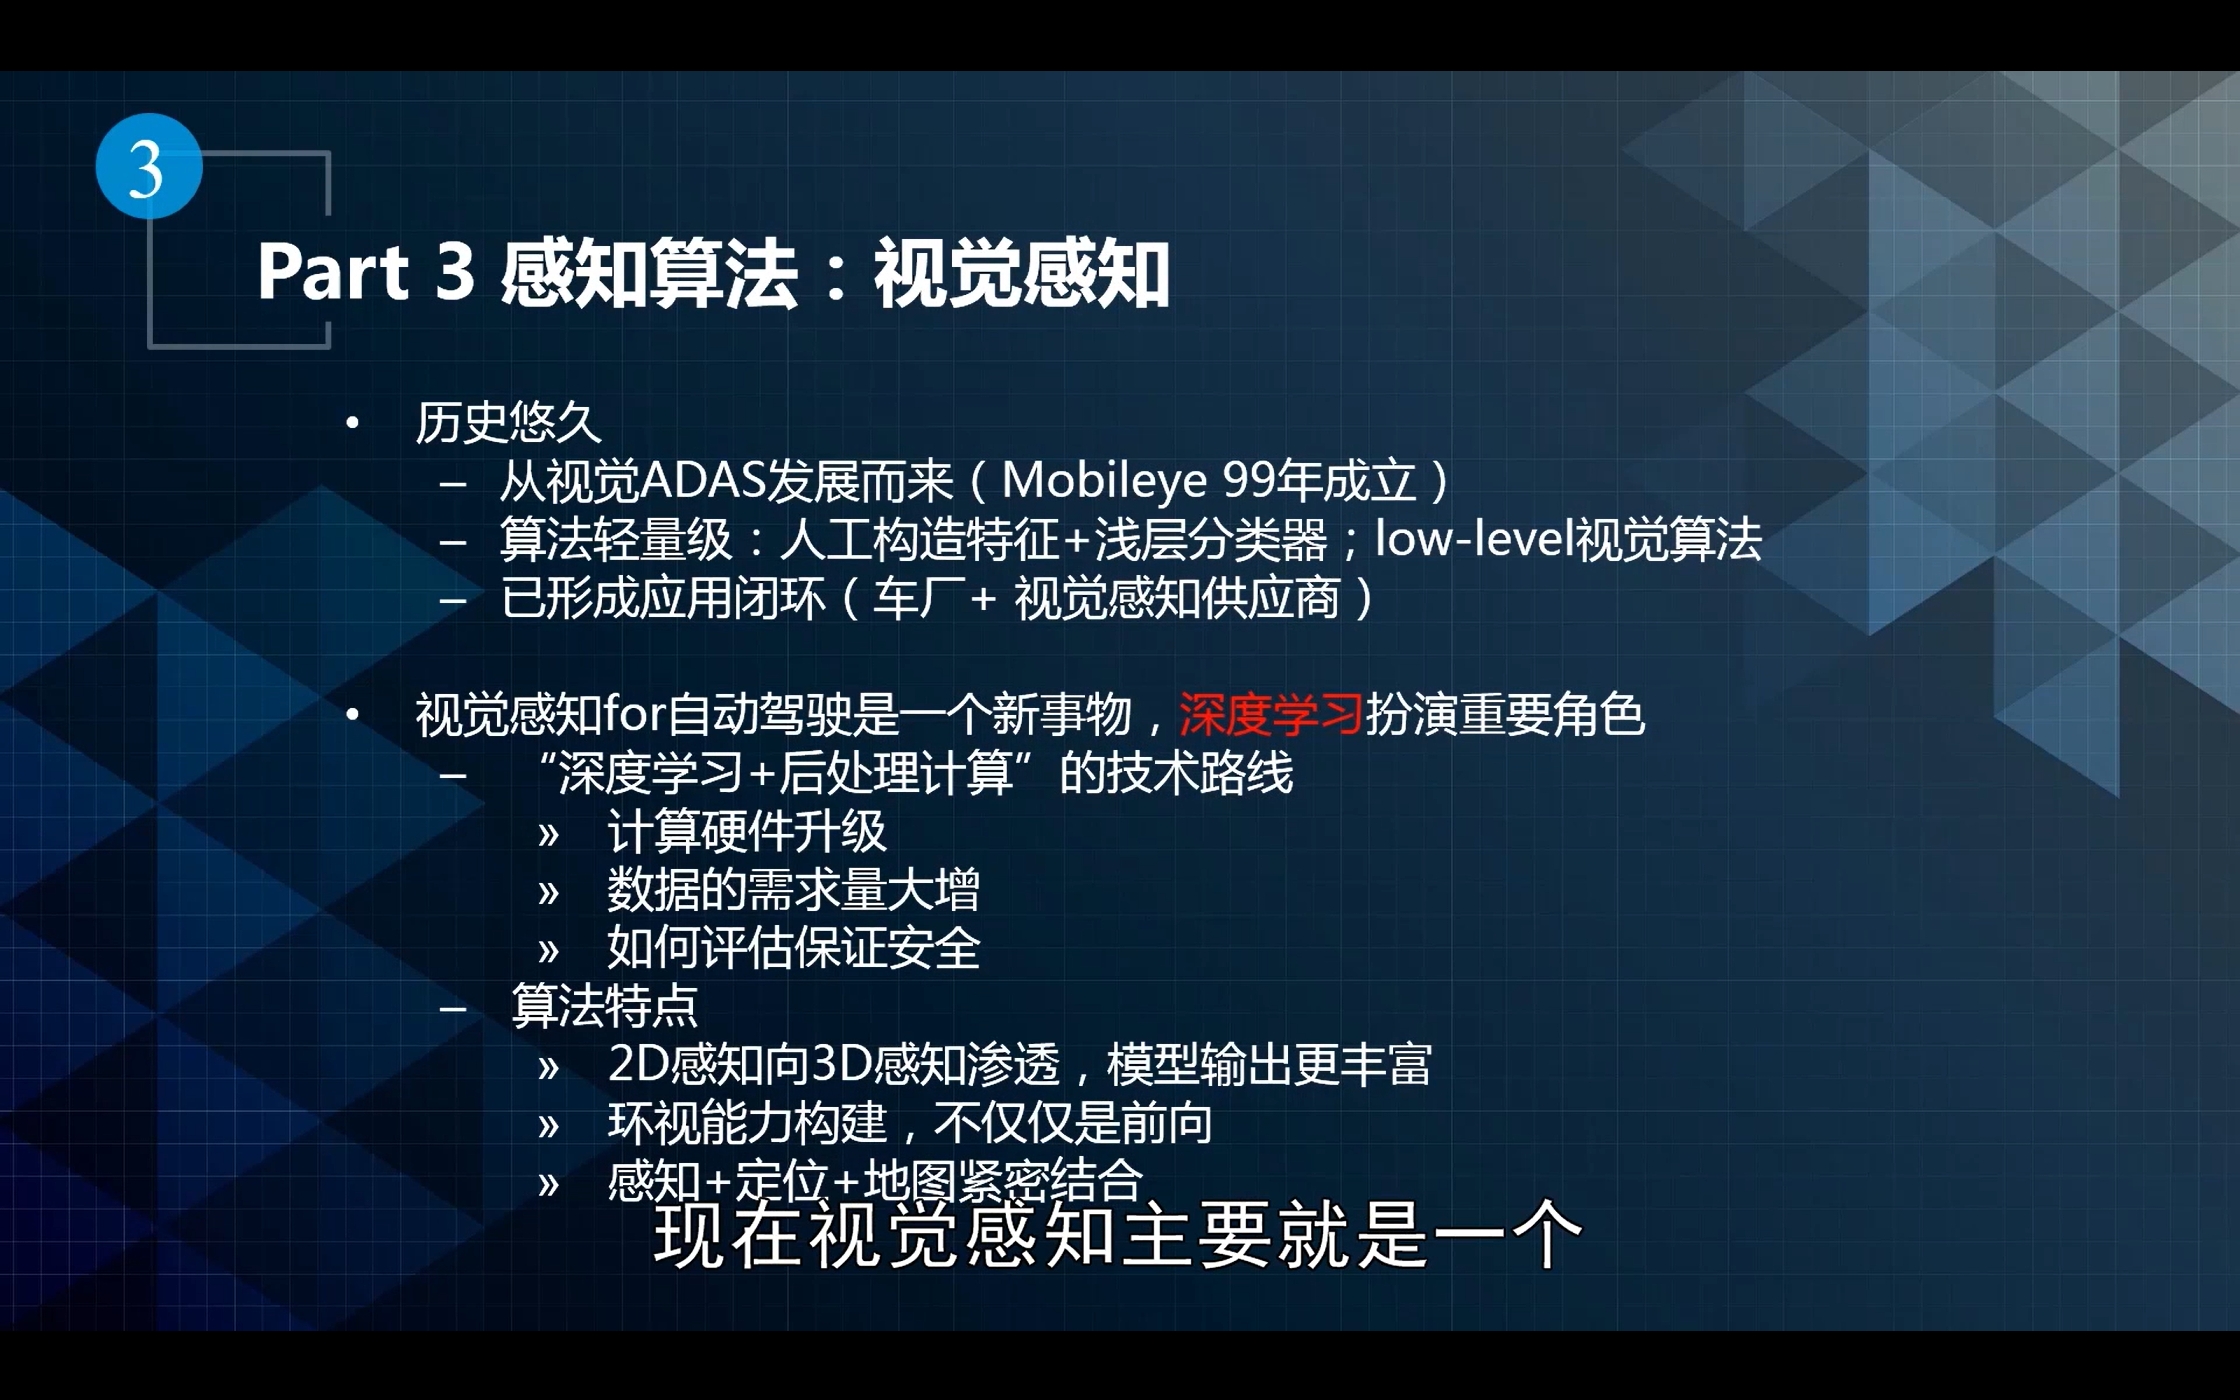 3
Part 3 感知算法：视觉感知
• 历史悠久
– 从视觉ADAS发展而来（Mobileye 99年成立）
– 算法轻量级：人工构造特征+浅层分类器；low-level视觉算法
– 已形成应用闭环（车厂+ 视觉感知供应商）
• 视觉感知for自动驾驶是一个新事物，深度学习扮演重要角色
– “深度学习+后处理计算”的技术路线
» 计算硬件升级
» 数据的需求量大增
» 如何评估保证安全
– 算法特点
» 2D感知向3D感知渗透，模型输出更丰富
» 环视能力构建，不仅仅是前向
» 感知+定位+地图紧密结合
现在视觉感知主要就是一个